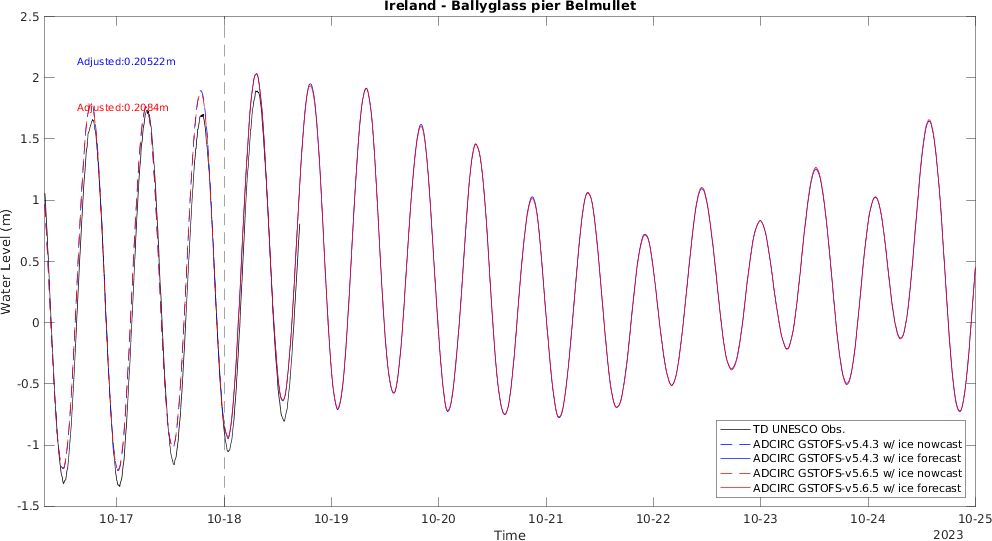 Ireland - Ballyglass pier Belmullet
Water Level (m)
2.5
2
1.5
1
0.5
0
-0.5
-1
-1.5
Adjusted:0.20522m
Adjusted:0.2084m
TD UNESCO Obs.
ADCIRC GSTOFS-v5.4.3 w/ ice nowcast
ADCIRC GSTOFS-v5.4.3 w/ ice forecast
ADCIRC GSTOFS-v5.6.5 w/ ice nowcast
ADCIRC GSTOFS-v5.6.5 w/ ice forecast
10-17 10-18 10-19 10-20 10-21 10-22 10-23 10-24 10-25
Time
2023